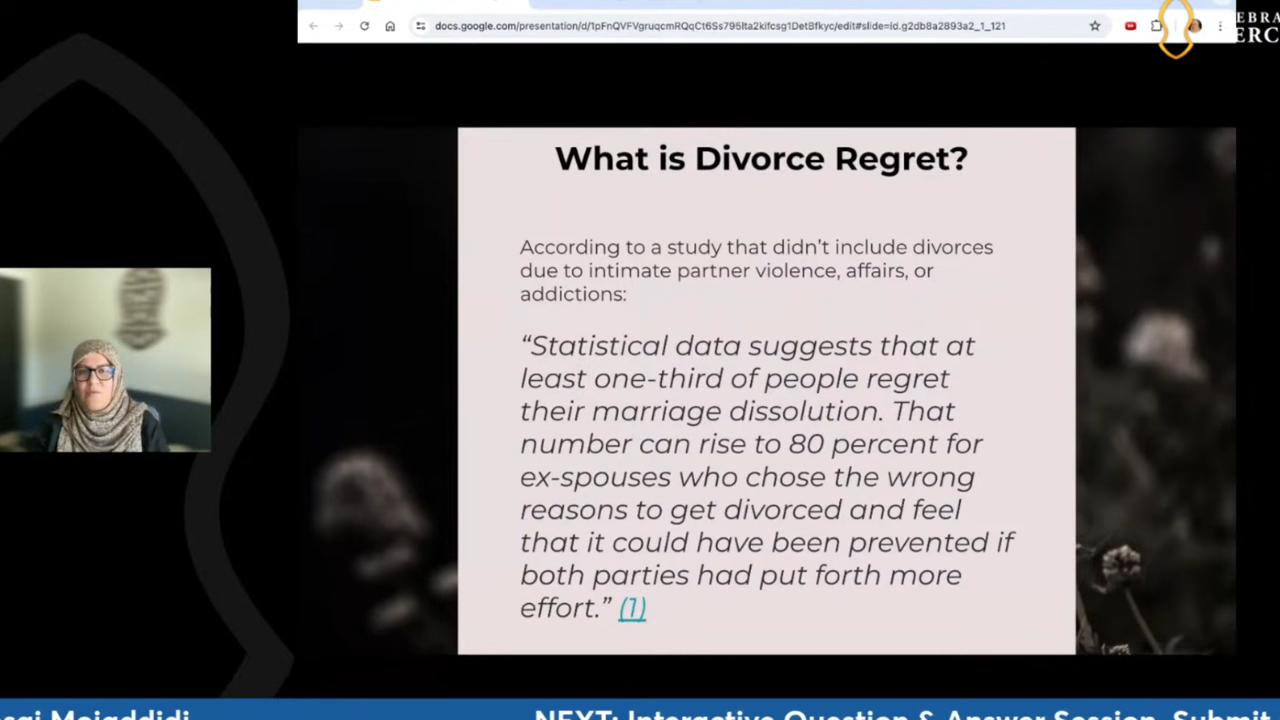 docs.google.com/presentation/d/1pFnQVFVgruqcmRQqCt6Ss795lta2kifcsg1DetBfkyc/edit#slide=id.g2db8a2893a2_1_121
EBRA
ERC
What is Divorce Regret?
According to a study that didn't include divorces
due to intimate partner violence, affairs, or
addictions:
“Statistical data suggests that at
least one-third of people regret
their marriage dissolution. That
number can rise to 80 percent for
ex-spouses who chose the wrong
reasons to get divorced and feel
that it could have been prevented if
both parties had put forth more
effort.” (1)
Mojaddidi
NEXT: Interactive Question & Answer Session. Submit